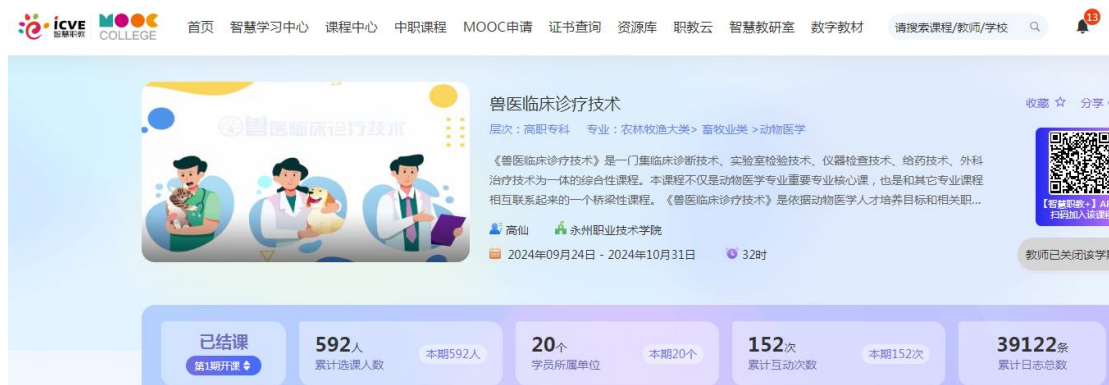 icve 智慧职教
MOOC COLLEGE
首页 智慧学习中心 课程中心 中职课程 MOOC申请 证书查询 资源库 职教云 智慧教研室 数字教材 请搜索课程/教师/学校 13
兽医临床诊疗技术
兽医临床诊疗技术
收藏 分享
层次：高职专科 专业：农林牧渔大类> 畜牧业类 >动物医学
《兽医临床诊疗技术》是一门集临床诊断技术、实验室检验技术、仪器检查技术、给药技术、外科
治疗技术为一体的综合性课程。本课程不仅是动物医学专业重要专业核心课，也是和其它专业课程
相互联系起来的一个桥梁性课程。《兽医临床诊疗技术》是依据动物医学人才培养目标和相关职...
【智慧职教+】A
扫码加入该课程
高仙 永州职业技术学院
2024年09月24日 - 2024年10月31日 32时
教师已关闭该学期
已结课
第1期开课
592人
累计选课人数
本期592人
20个
学员所属单位
本期20个
152次
累计互动次数
本期152次
39122条
累计日志总数